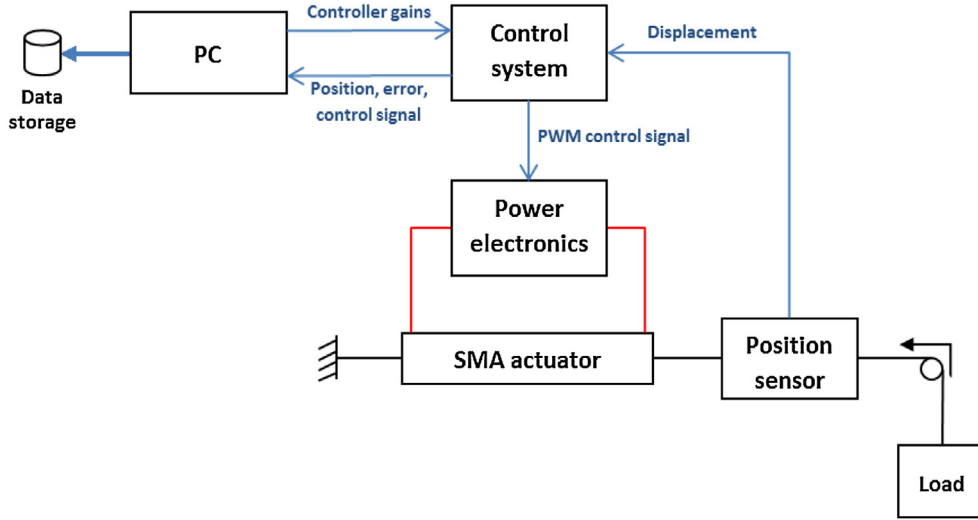 Controller gains
PC
Control
system
Displacement
Data
storage
Position, error,
control signal
PWM control signal
Power
electronics
SMA actuator
Position
sensor
Load